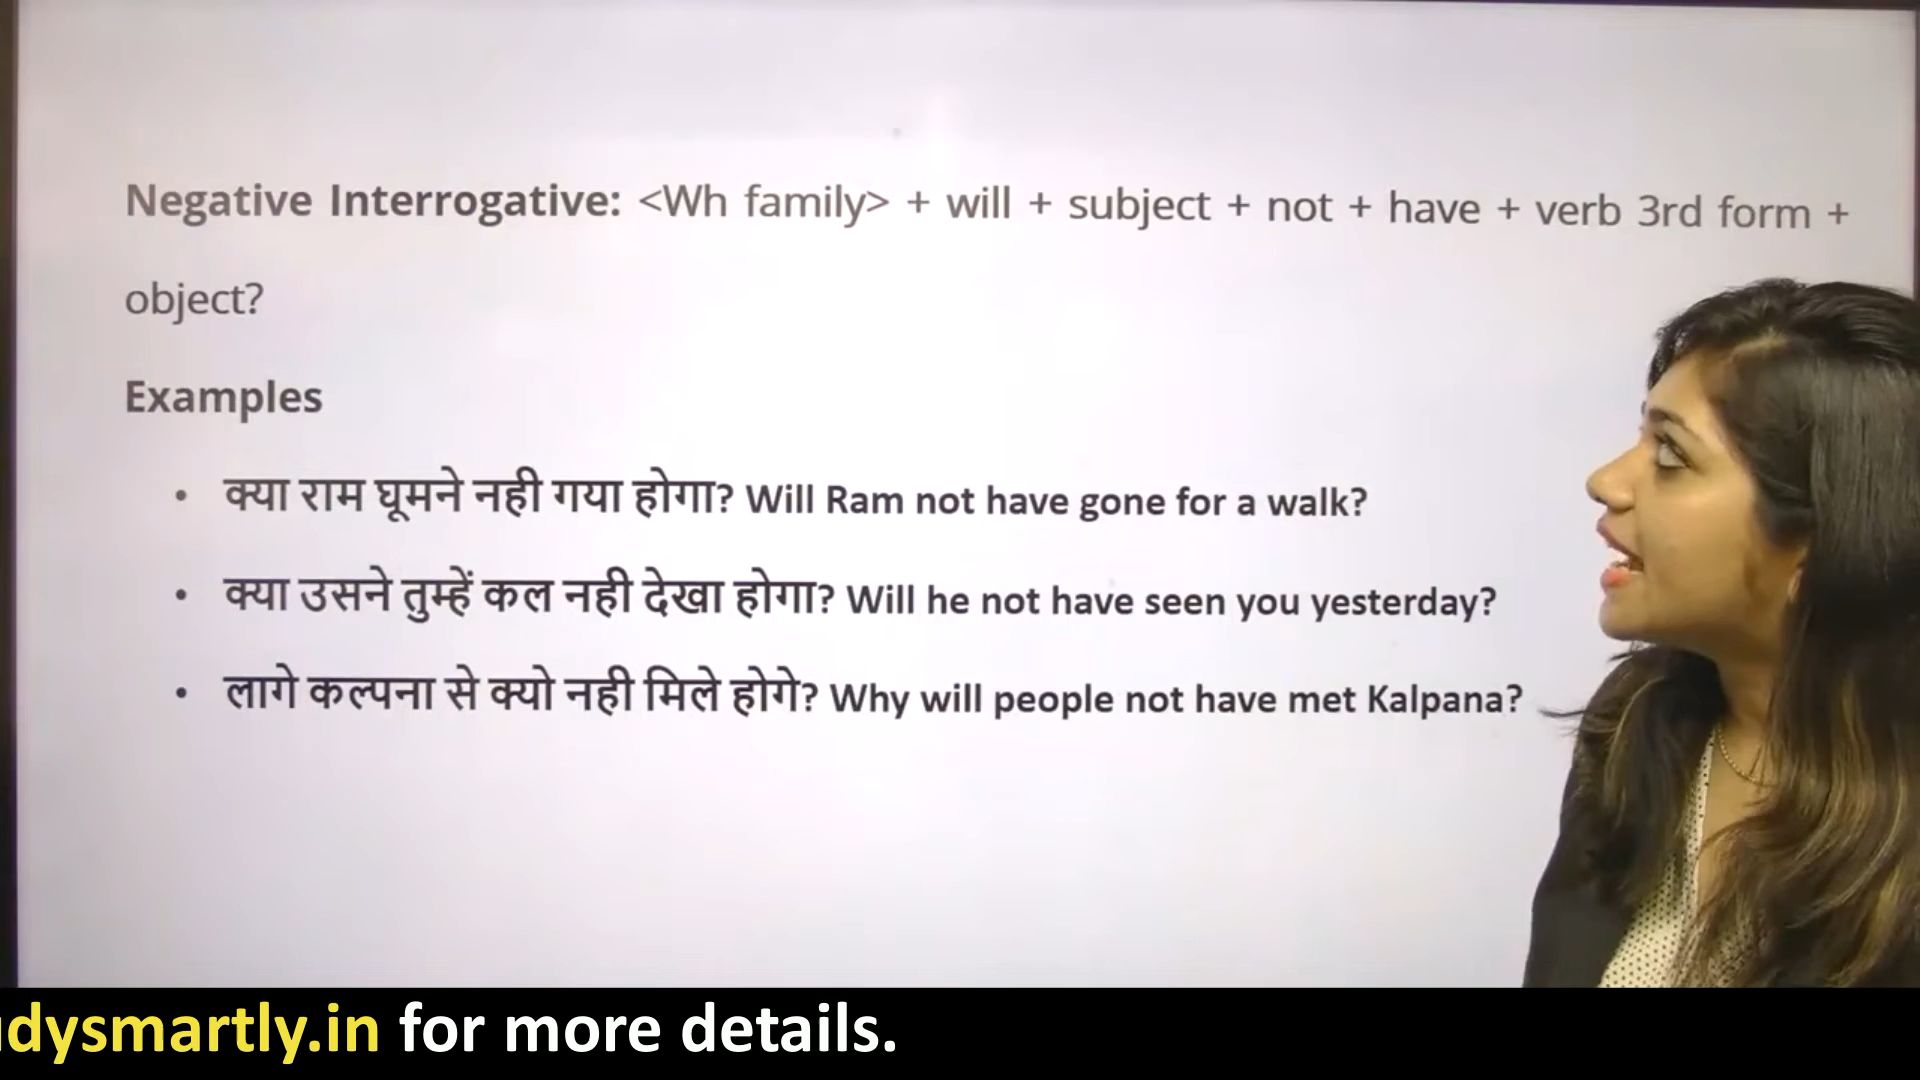 Negative Interrogative: <Wh family> + will + subject + not + have + verb 3rd form +
object?
Examples
• क्या राम घूमने नही गया होगा? Will Ram not have gone for a walk?
• क्या उसने तुम्हें कल नही देखा होगा? Will he not have seen you yesterday?
• लागे कल्पना से क्यो नही मिले होगे? Why will people not have met Kalpana?
dysmartly.in for more details.